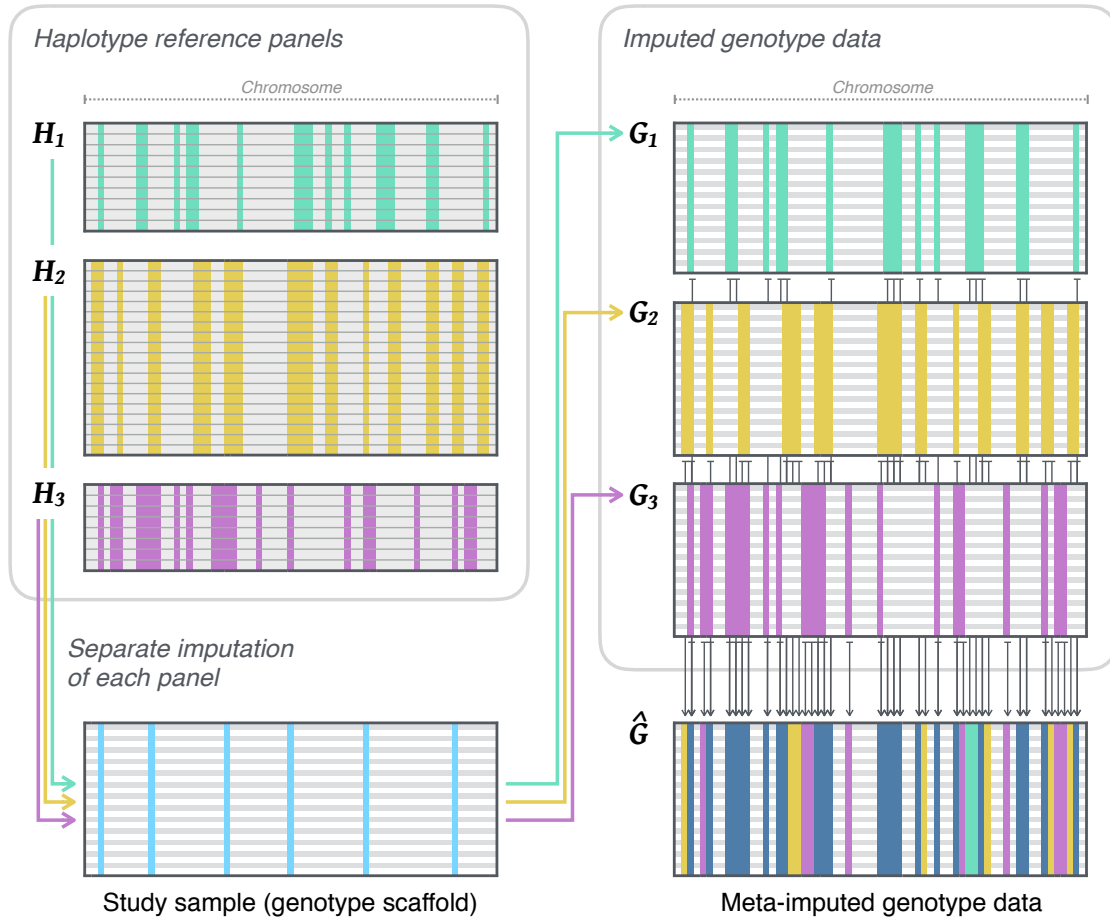 Haplotype reference panels
Chromosome
H1
H2
H3
Separate imputation
of each panel
Study sample (genotype scaffold)
Imputed genotype data
Chromosome
G1
G2
G3
Ĝ
Meta-imputed genotype data